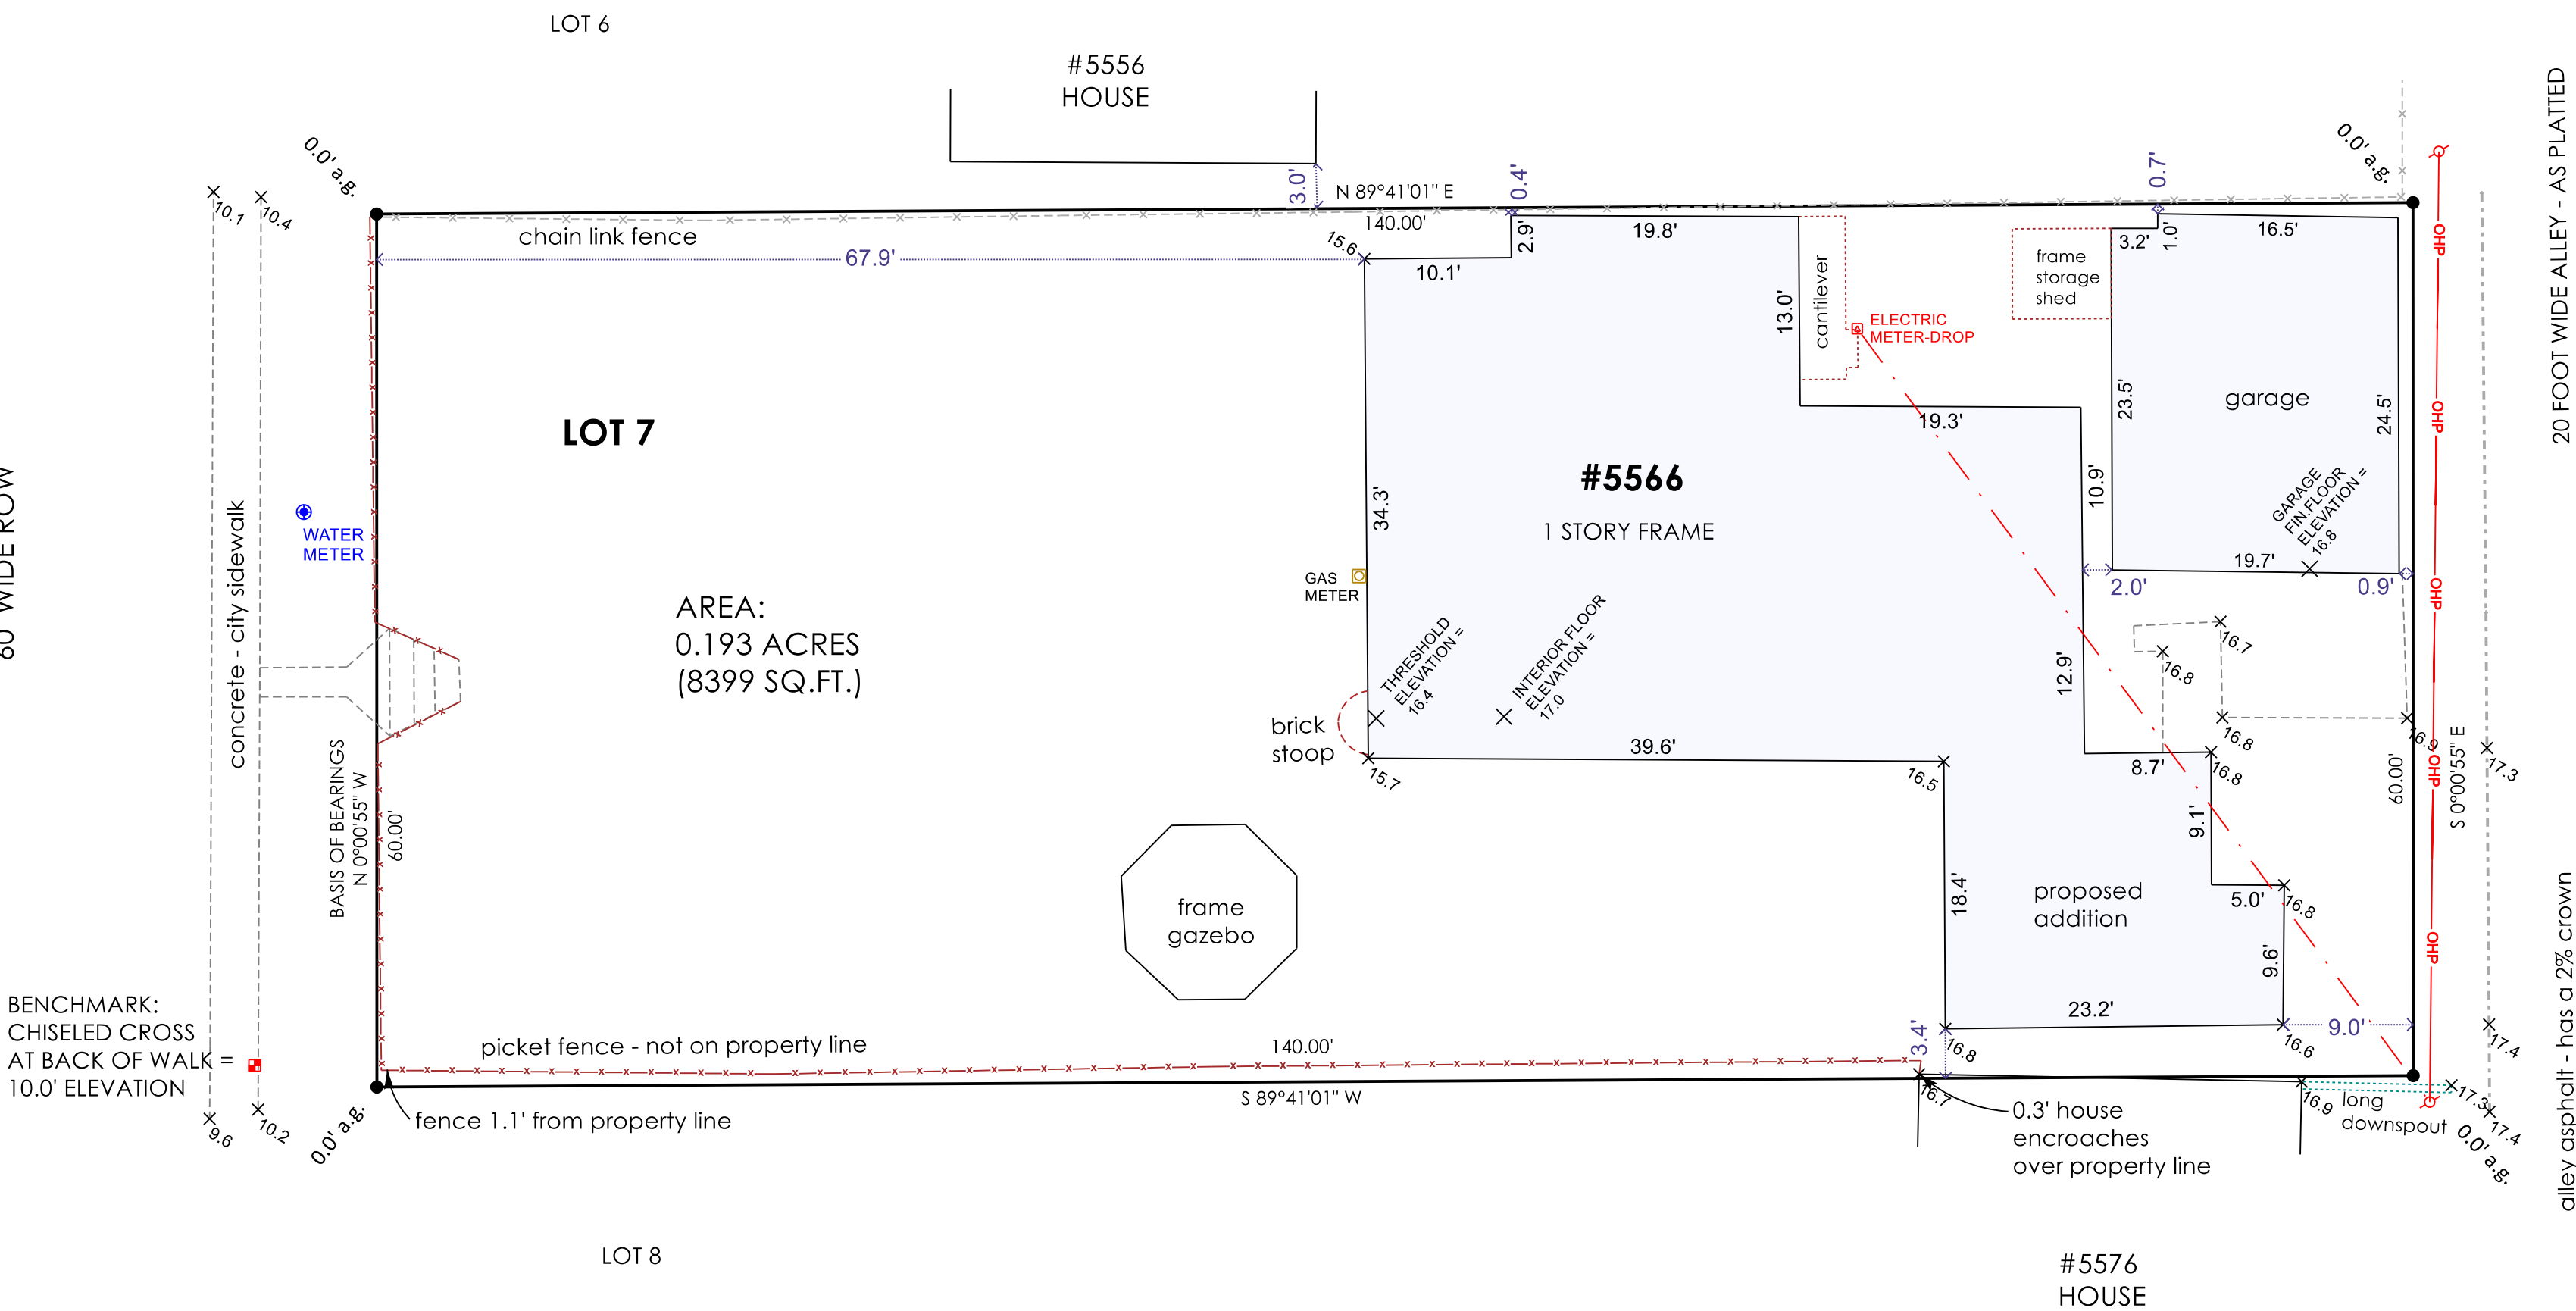 LOT 6
#5556
HOUSE
0.0' a.g.
0.0' a.g.
20 FOOT WIDE ALLEY - AS PLATTED
10.1
10.4
3.0'
N 89°41'01" E
140.00'
0.4'
0.7'
chain link fence
67.9'
15.6
10.1'
2.9'
19.8'
13.0'
cantilever
ELECTRIC
METER-DROP
frame
storage
shed
3.2'
1.0'
16.5'
OHP
OHP
OHP
OHP
OHP
23.5'
garage
24.5'
19.3'
LOT 7
#5566
1 STORY FRAME
34.3'
10.9'
GARAGE
FIN.FLOOR
ELEVATION =
16.8
19.7'
2.0'
0.9'
60' WIDE ROW
concrete - city sidewalk
WATER
METER
AREA:
0.193 ACRES
(8399 SQ.FT.)
GAS
METER
THRESHOLD
ELEVATION =
16.4
INTERIOR FLOOR
ELEVATION =
17.0
12.9'
16.7
16.8
16.8
16.9
brick
stoop
15.7
39.6'
16.5
8.7'
16.8
60.00'
S 0°00'55" E
17.3
BASIS OF BEARINGS
N 0°00'55" W
60.00'
9.1'
18.4'
proposed
addition
5.0'
16.8
frame
gazebo
9.6'
23.2'
9.0'
16.8
16.6
17.4
BENCHMARK:
CHISELED CROSS
AT BACK OF WALK =
10.0' ELEVATION
picket fence - not on property line
140.00'
3.4'
S 89°41'01" W
9.6
10.2
0.0' a.g.
fence 1.1' from property line
16.7
0.3' house
encroaches
over property line
16.9
long
downspout
17.3
17.4
0.0' a.g.
alley asphalt - has a 2% crown
LOT 8
#5576
HOUSE